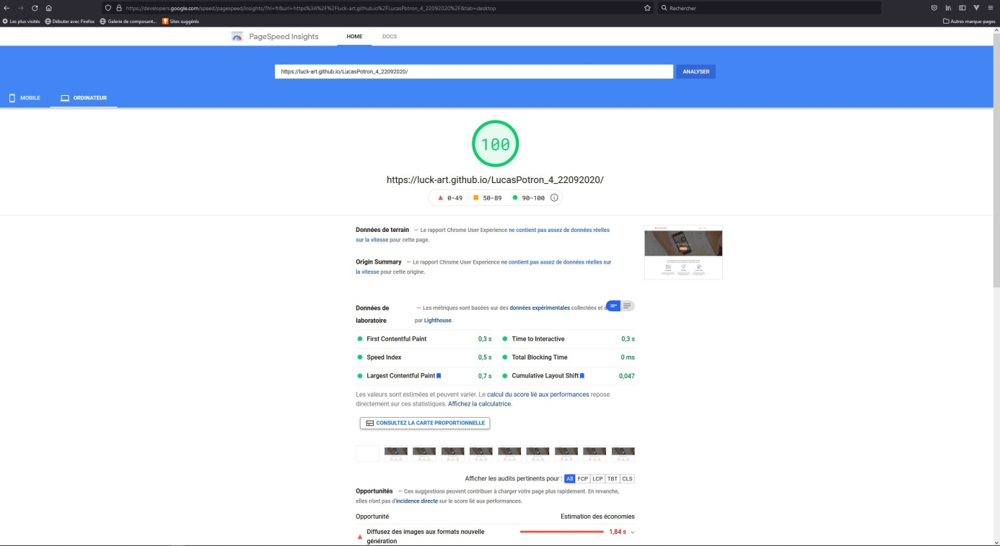 https://developers.google.com/speed/pagespeed/insights/?hl=fr&url=https%3A%2F%2Fluck-art.github.io%2FLucasPotron_4_22092020%2F&tab=desktop
Rechercher
Les plus visités
Débuter avec Firefox
Galerie de composant…
Sites suggérés
Autres marque-pages
PageSpeed Insights
HOME
DOCS
https://luck-art.github.io/LucasPotron_4_22092020/
ANALYSER
MOBILE
ORDINATEUR
100
https://luck-art.github.io/LucasPotron_4_22092020/
0–49 50–89 90–100
Données de terrain — Le rapport Chrome User Experience ne contient pas assez de données réelles
sur la vitesse pour cette page.
Origin Summary — Le rapport Chrome User Experience ne contient pas assez de données réelles sur
la vitesse pour cette origine.
Données de — Les métriques sont basées sur des données expérimentales collectées et
laboratoire par Lighthouse.
First Contentful Paint 0,3 s Time to Interactive 0,3 s
Speed Index 0,5 s Total Blocking Time 0 ms
Largest Contentful Paint 0,7 s Cumulative Layout Shift 0,047
Les valeurs sont estimées et peuvent varier. Le calcul du score lié aux performances repose
directement sur ces statistiques. Affichez la calculatrice.
CONSULTEZ LA CARTE PROPORTIONNELLE
Afficher les audits pertinents pour : All FCP LCP TBT CLS
Opportunités — Ces suggestions peuvent contribuer à charger votre page plus rapidement. En revanche,
elles n'ont pas d'incidence directe sur le score lié aux performances.
Opportunité Estimation des économies
Diffusez des images aux formats nouvelle 1,84 s
génération